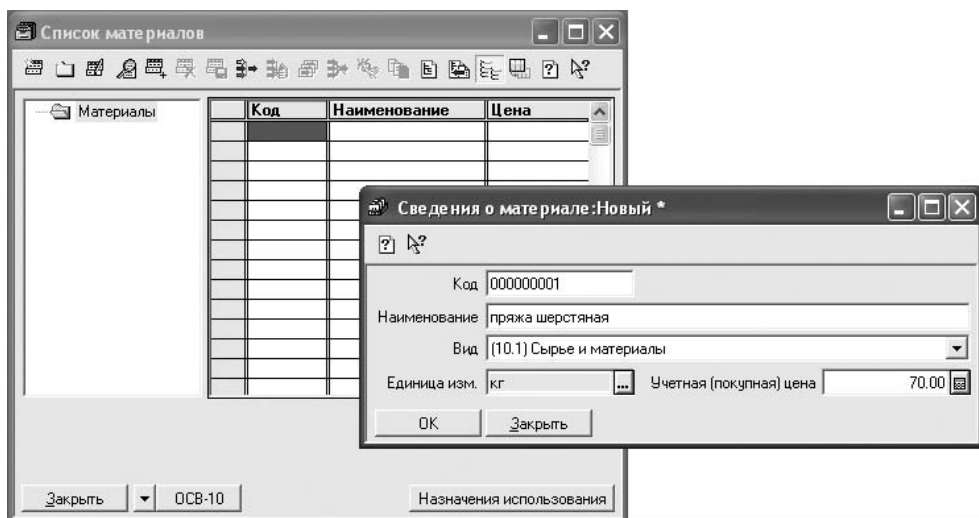 Список материалов
Материалы
Код Наименование Цена
Сведения о материале:Новый *
Код 000000001
Наименование пряжа шерстяная
Вид (10.1) Сырье и материалы
Единица изм. кг ... Учетная (покупная) цена 70.00
OK Закрыть
Закрыть ОСВ-10 Назначения использования